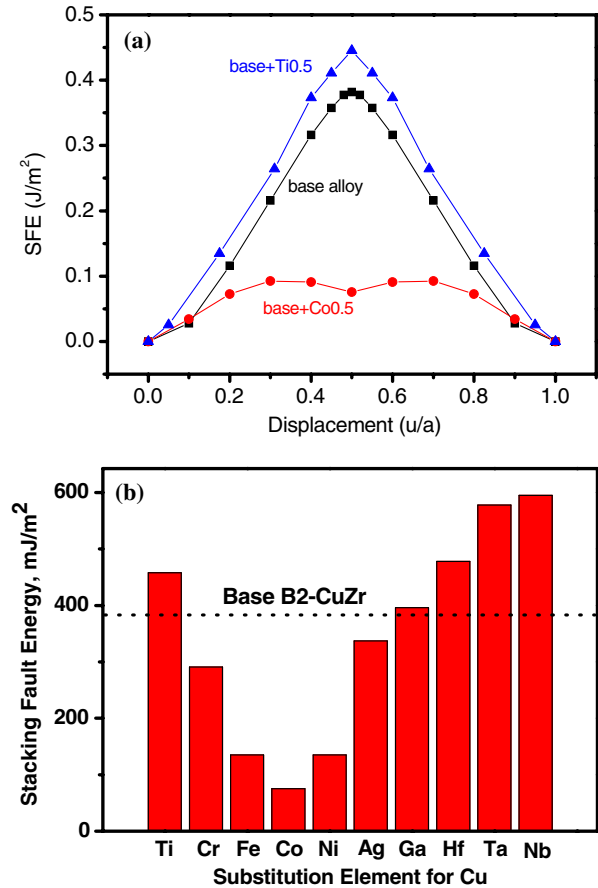 (a)
base+Ti0.5
base alloy
base+Co0.5
SFE (J/m²)
0.5
0.4
0.3
0.2
0.1
0.0
0.0 0.2 0.4 0.6 0.8 1.0
Displacement (u/a)
(b)
Base B2-CuZr
Stacking Fault Energy, mJ/m²
600
400
200
0
Ti Cr Fe Co Ni Ag Ga Hf Ta Nb
Substitution Element for Cu